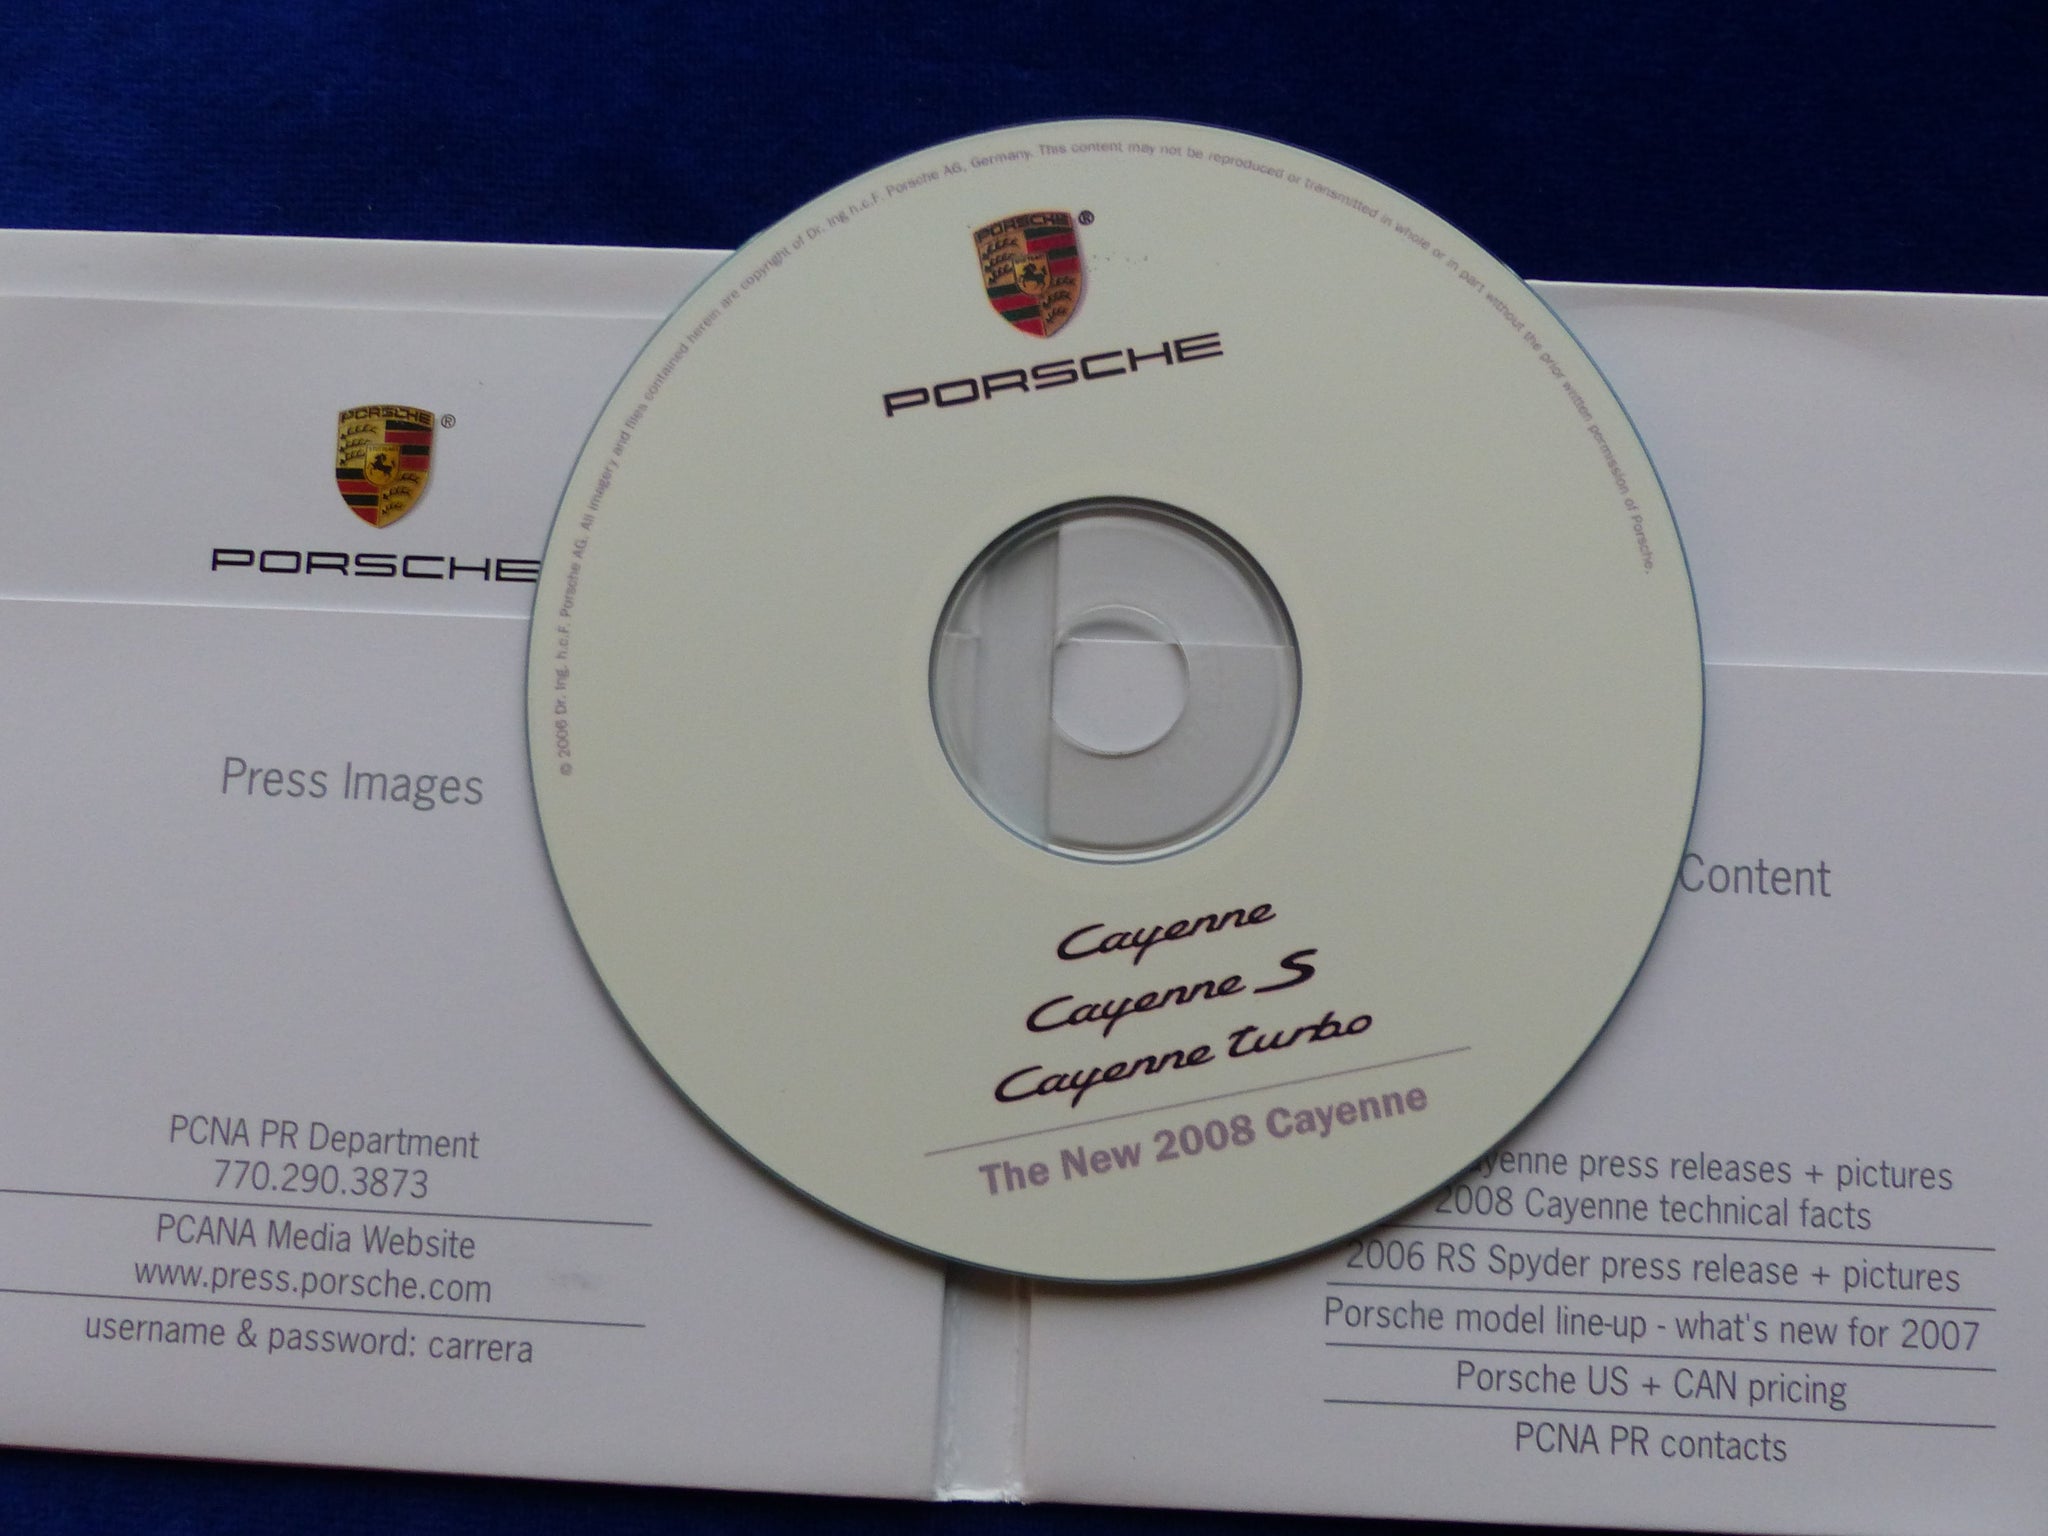 PORSCHE
®
PORSCHE
Press Images
PCNA PR Department
770.290.3873
PCANA Media Website
www.press.porsche.com
username & password: carrera
© 2006 Dr. Ing. h.c.F. Porsche AG. All imagery and files contained herein are copyright of Dr. Ing h.c.F. Porsche AG, Germany. This content may not be reproduced or transmitted in whole or in part without the prior written permission of Porsche.
PORSCHE
®
PORSCHE
Cayenne
Cayenne S
Cayenne turbo
The New 2008 Cayenne
Content
press releases + pictures
2008 Cayenne technical facts
2006 RS Spyder press release + pictures
Porsche model line-up - what's new for 2007
Porsche US + CAN pricing
PCNA PR contacts